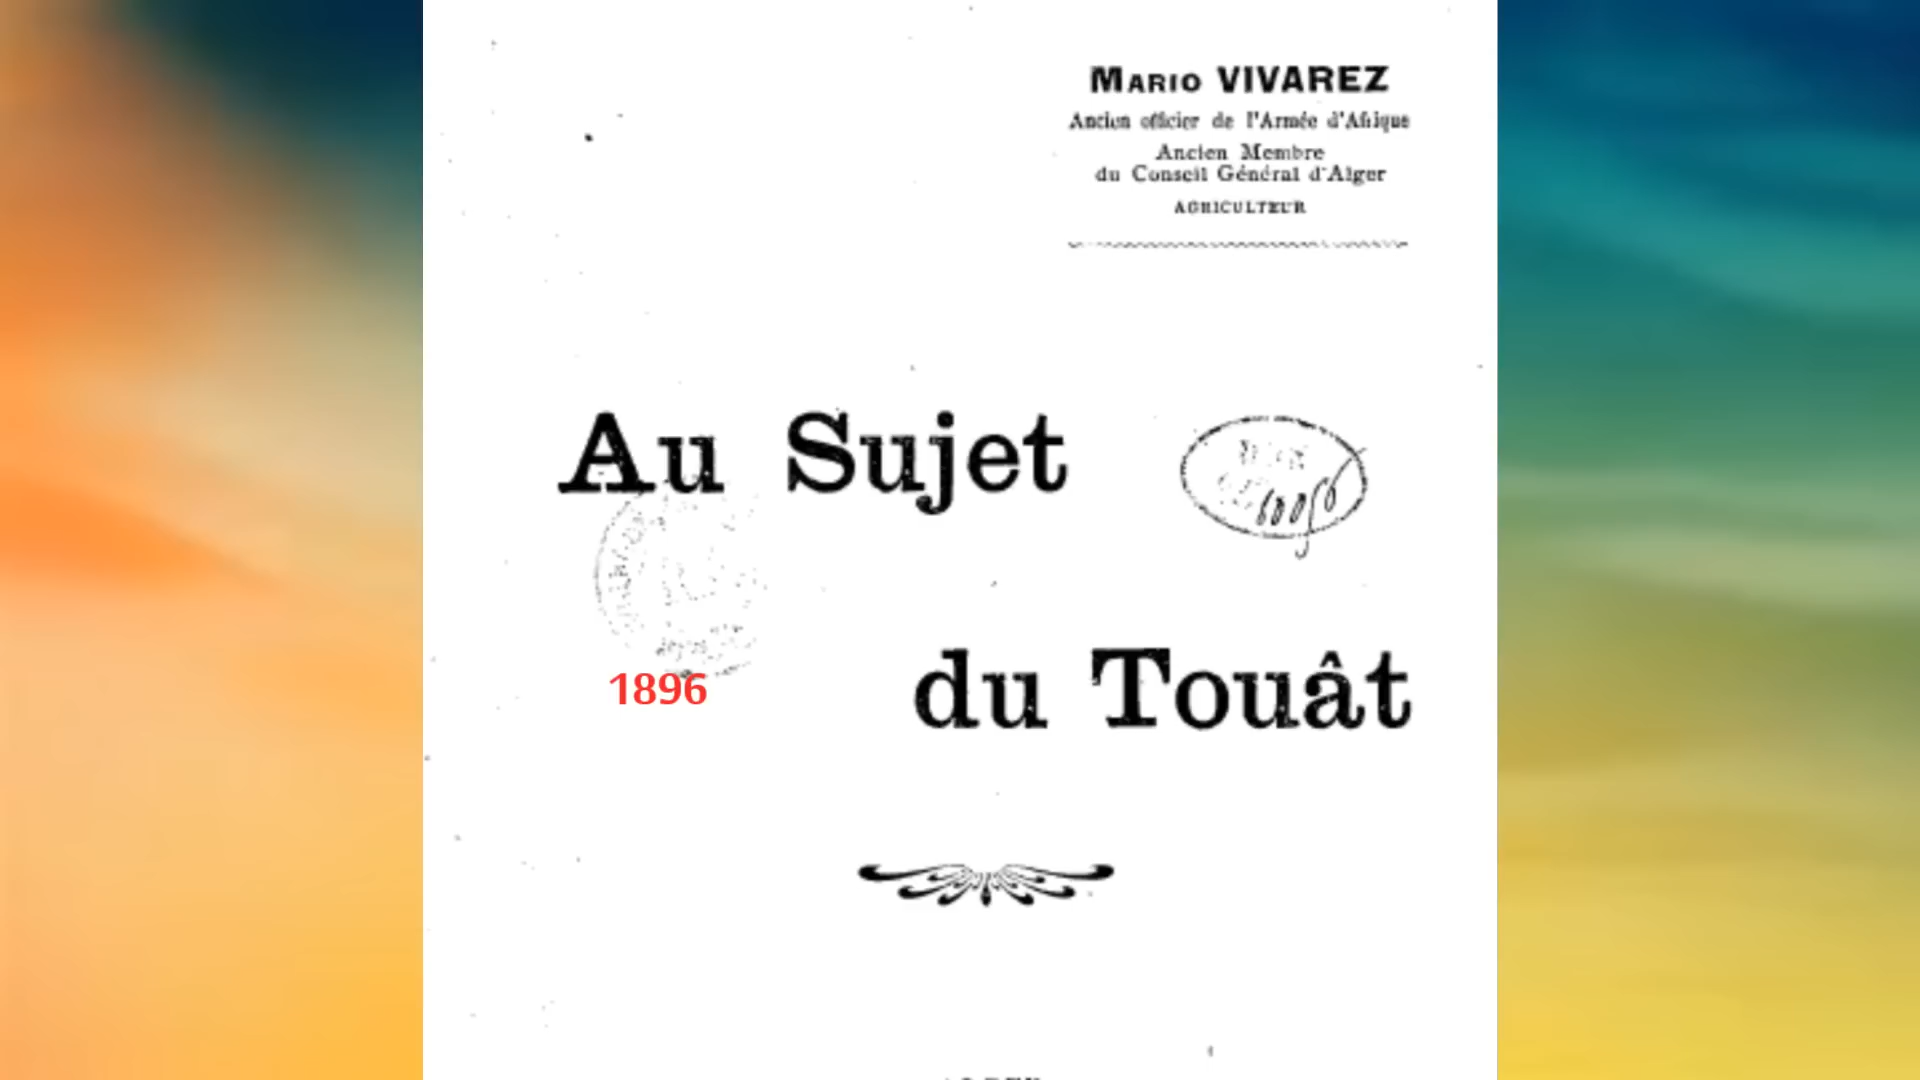 Mario VIVAREZ
Ancien officier de l'Armée d'Afrique
Ancien Membre
du Conseil Général d'Alger
AGRICULTEUR
Au Sujet
du Touât
1896